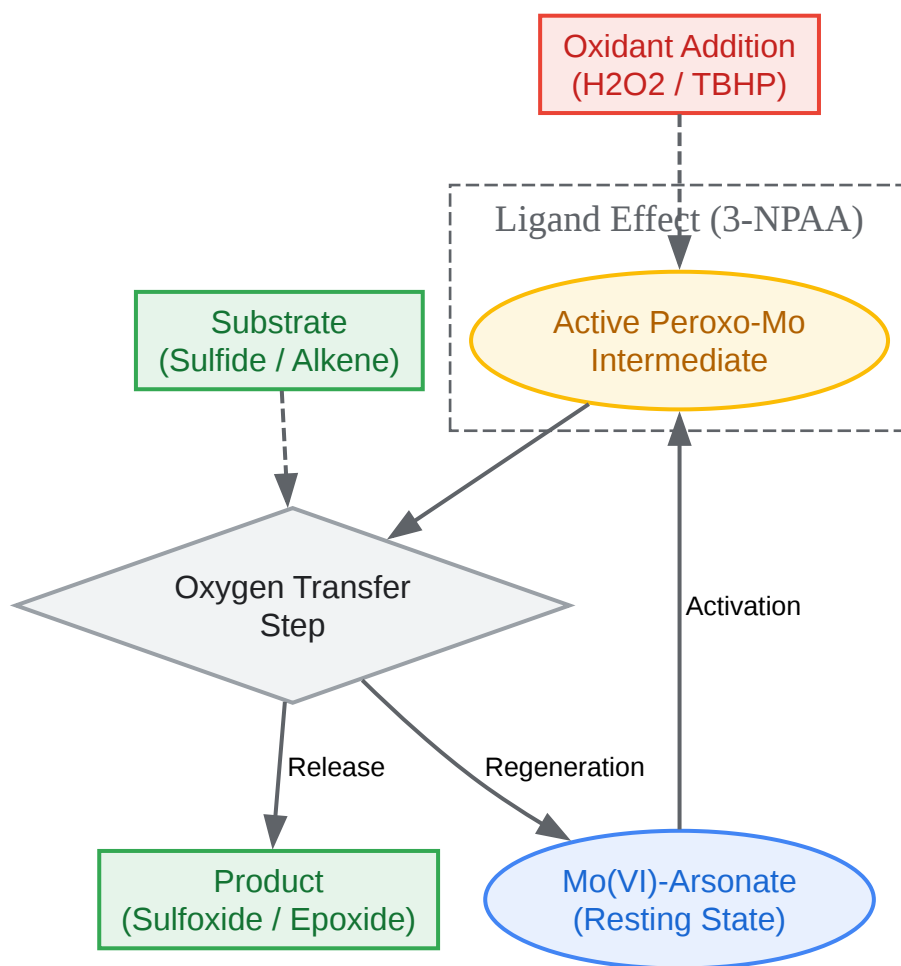 Oxidant Addition
(H2O2 / TBHP)
Ligand Effect (3-NPAA)
Substrate
(Sulfide / Alkene)
Active Peroxo-Mo
Intermediate
Oxygen Transfer
Step
Activation
Release
Regeneration
Product
(Sulfoxide / Epoxide)
Mo(VI)-Arsonate
(Resting State)